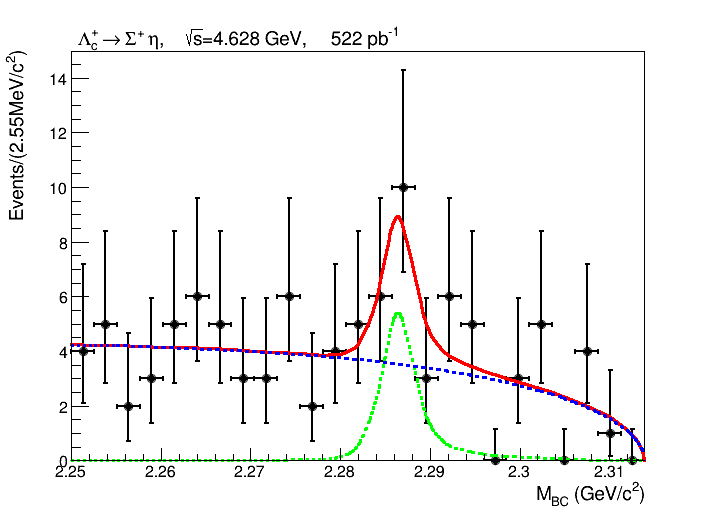 Λc+ → Σ+ η, √s=4.628 GeV, 522 pb-1
Events/(2.55MeV/c2)
14
12
10
8
6
4
2
0
2.25 2.26 2.27 2.28 2.29 2.3 2.31
MBC (GeV/c2)